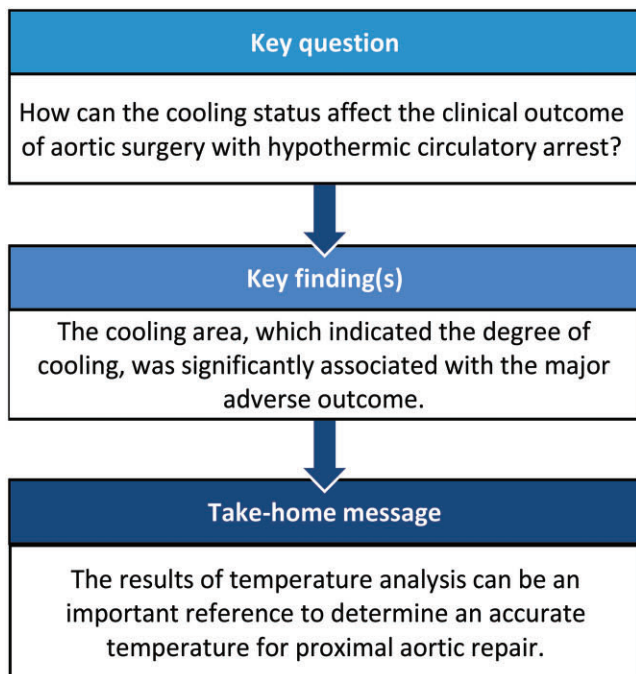 Key question
How can the cooling status affect the clinical outcome
of aortic surgery with hypothermic circulatory arrest?
Key finding(s)
The cooling area, which indicated the degree of
cooling, was significantly associated with the major
adverse outcome.
Take-home message
The results of temperature analysis can be an
important reference to determine an accurate
temperature for proximal aortic repair.